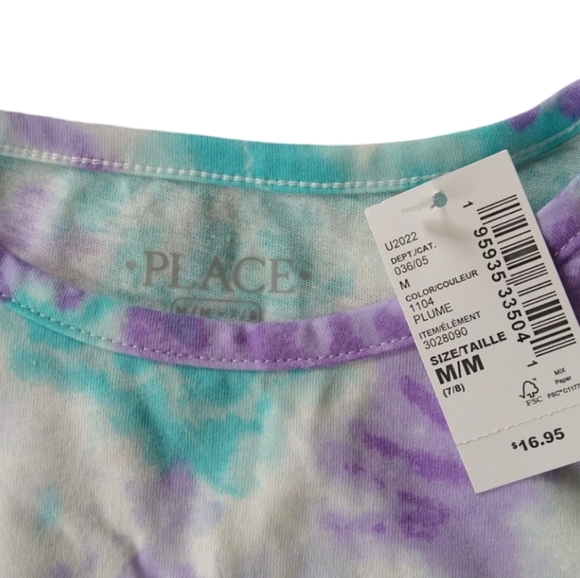 ·PLACE·
U2022
DEPT./CAT.
036/05
M
COLOR/COULEUR
1104
PLUME
ITEM/ÉLÉMENT
3028090
SIZE/TAILLE
M/M
(7/8)
1 95935 33504 1
FSC
MIX
Paper
$16.95